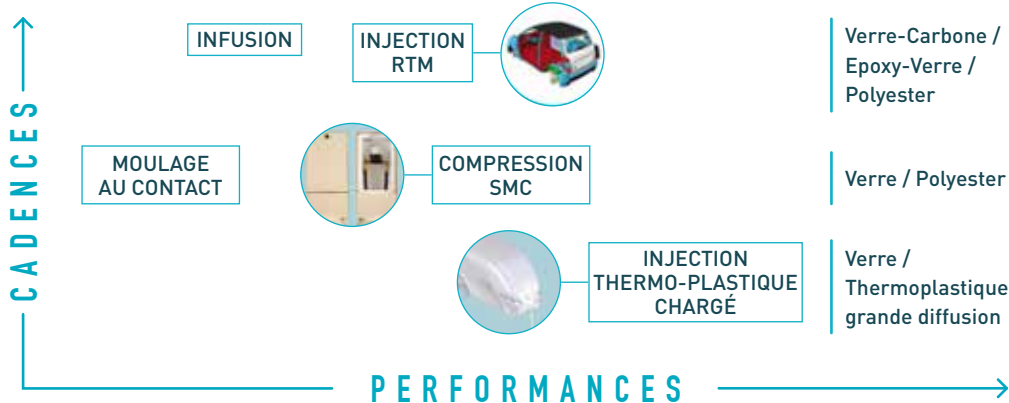 INFUSION
INJECTION
RTM
Verre-Carbone /
Epoxy-Verre /
Polyester
CADENCES
MOULAGE
AU CONTACT
COMPRESSION
SMC
Verre / Polyester
INJECTION
THERMO-PLASTIQUE
CHARGÉ
Verre /
Thermoplastique
grande diffusion
PERFORMANCES